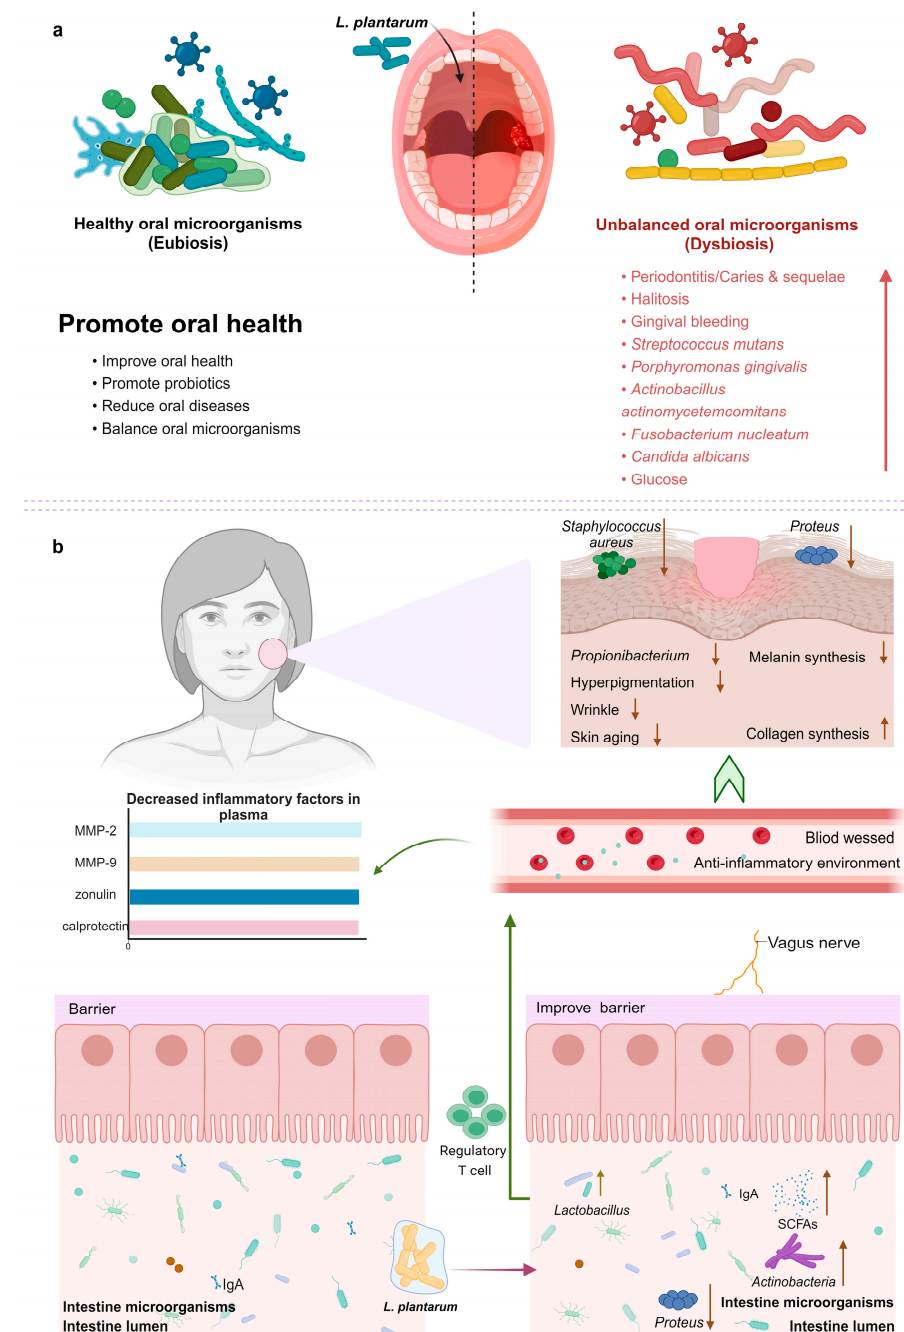 a
L. plantarum
Healthy oral microorganisms
(Eubiosis)
Unbalanced oral microorganisms
(Dysbiosis)
Promote oral health
• Improve oral health
• Promote probiotics
• Reduce oral diseases
• Balance oral microorganisms
• Periodontitis/Caries & sequelae
• Halitosis
• Gingival bleeding
• Streptococcus mutans
• Porphyromonas gingivalis
• Actinobacillus
actinomycetemcomitans
• Fusobacterium nucleatum
• Candida albicans
• Glucose
b
Staphylococcus
aureus
Proteus
Propionibacterium
Melanin synthesis
Hyperpigmentation
Wrinkle
Skin aging
Collagen synthesis
Decreased inflammatory factors in
plasma
MMP-2
MMP-9
zonulin
calprotectin
0
Bliod wessed
Anti-inflammatory environment
Vagus nerve
Barrier
Improve barrier
Regulatory
T cell
IgA
L. plantarum
Intestine microorganisms
Intestine lumen
Lactobacillus
IgA
SCFAs
Actinobacteria
Proteus
Intestine microorganisms
Intestine lumen